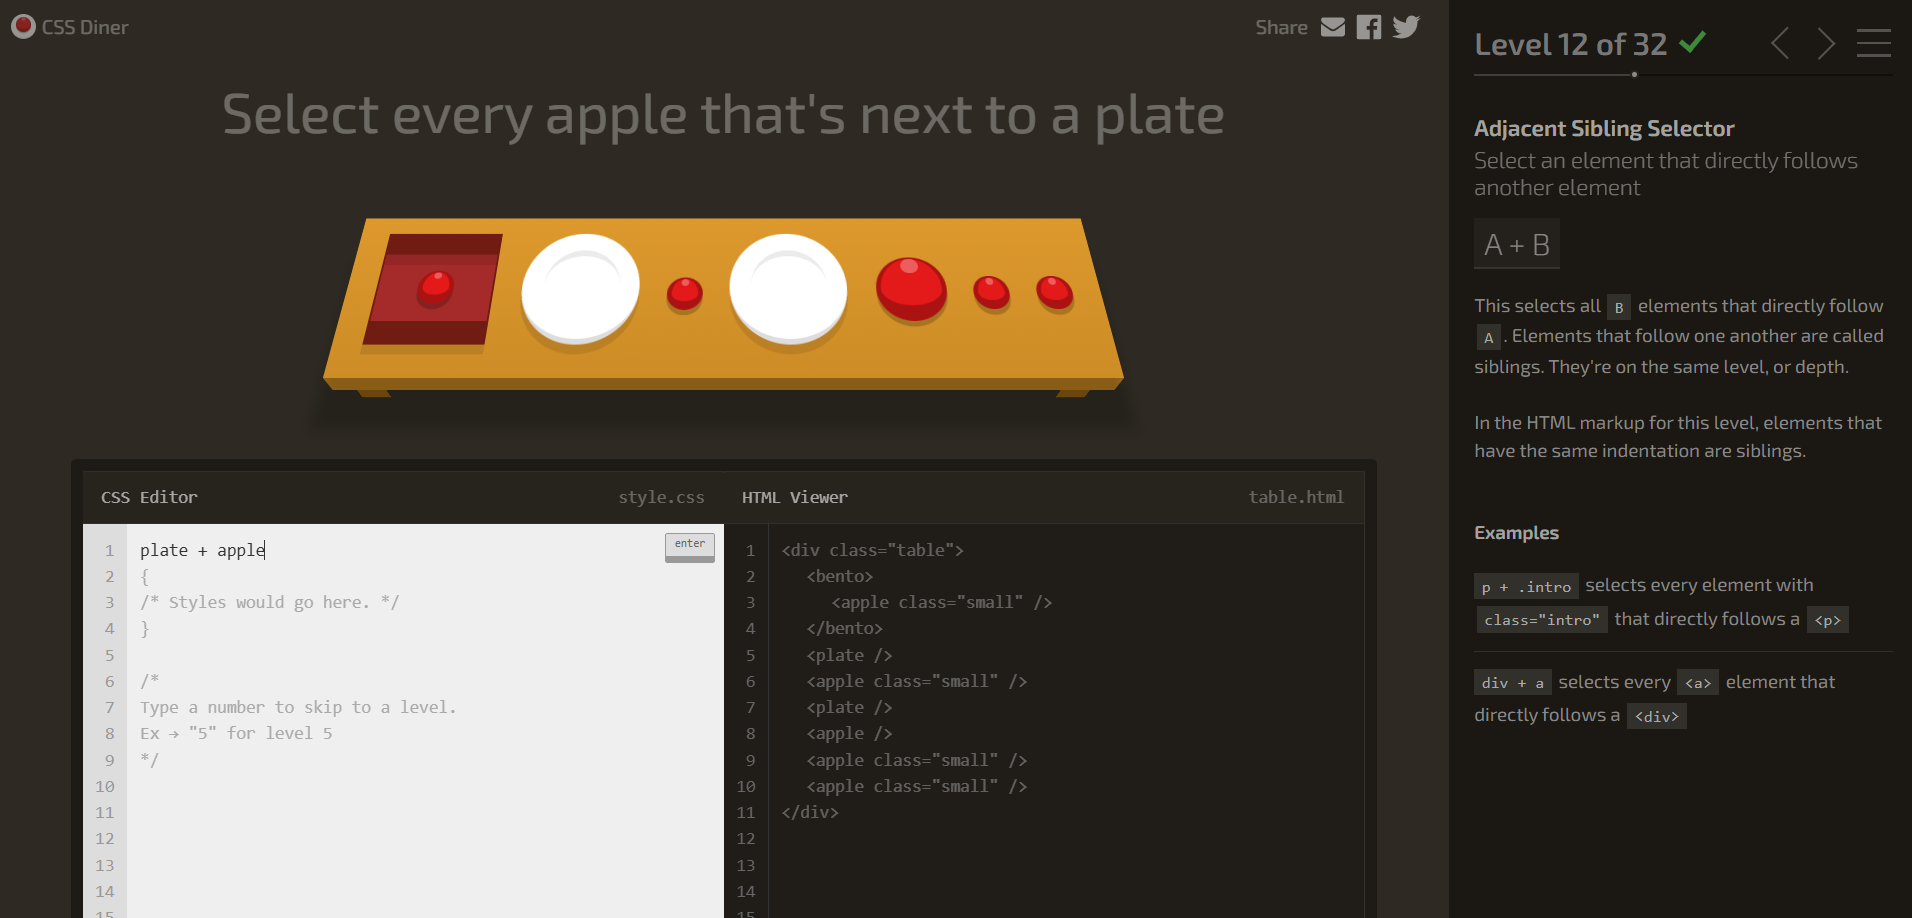 CSS Diner
Share
Select every apple that's next to a plate
CSS Editor
style.css
1 plate + apple
enter
2 {
3 /* Styles would go here. */
4 }
5
6 /*
7 Type a number to skip to a level.
8 Ex → "5" for level 5
9 */
10
11
12
13
14
15
HTML Viewer
table.html
1 <div class="table">
2 <bento>
3 <apple class="small" />
4 </bento>
5 <plate />
6 <apple class="small" />
7 <plate />
8 <apple />
9 <apple class="small" />
10 <apple class="small" />
11 </div>
12
13
14
15
Level 12 of 32
Adjacent Sibling Selector
Select an element that directly follows
another element
A + B
This selects all B elements that directly follow
A . Elements that follow one another are called
siblings. They're on the same level, or depth.
In the HTML markup for this level, elements that
have the same indentation are siblings.
Examples
p + .intro selects every element with
class="intro" that directly follows a <p>
div + a selects every <a> element that
directly follows a <div>